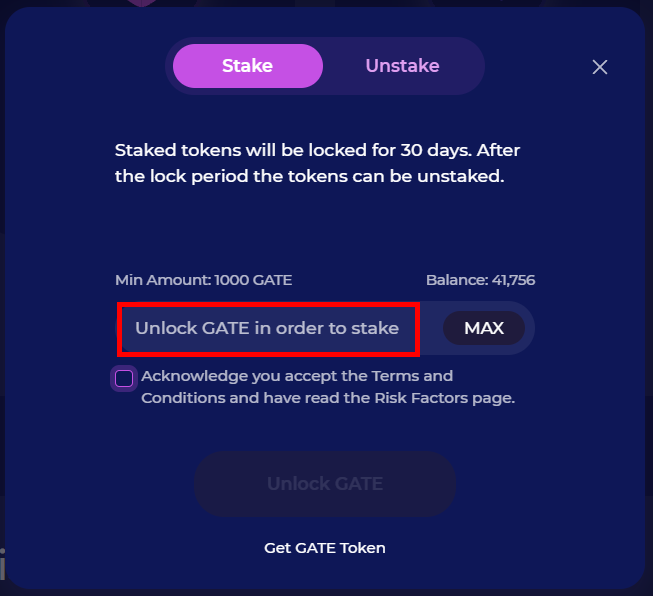 Stake
Unstake
Staked tokens will be locked for 30 days. After
the lock period the tokens can be unstaked.
Min Amount: 1000 GATE
Balance: 41,756
Unlock GATE in order to stake
MAX
Acknowledge you accept the Terms and
Conditions and have read the Risk Factors page.
Unlock GATE
Get GATE Token